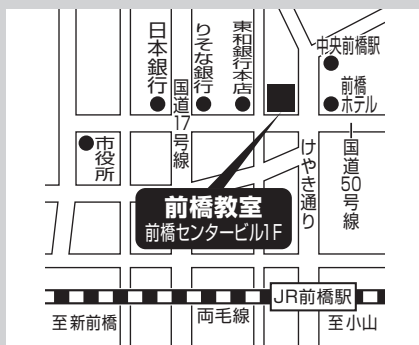 日本銀行
りそな銀行
東和銀行本店
中央前橋駅
前橋
ホテル
国道17号線
市役所
けやき通り
国道50号線
前橋教室
前橋センタービル1F
JR前橋駅
至新前橋
両毛線
至小山